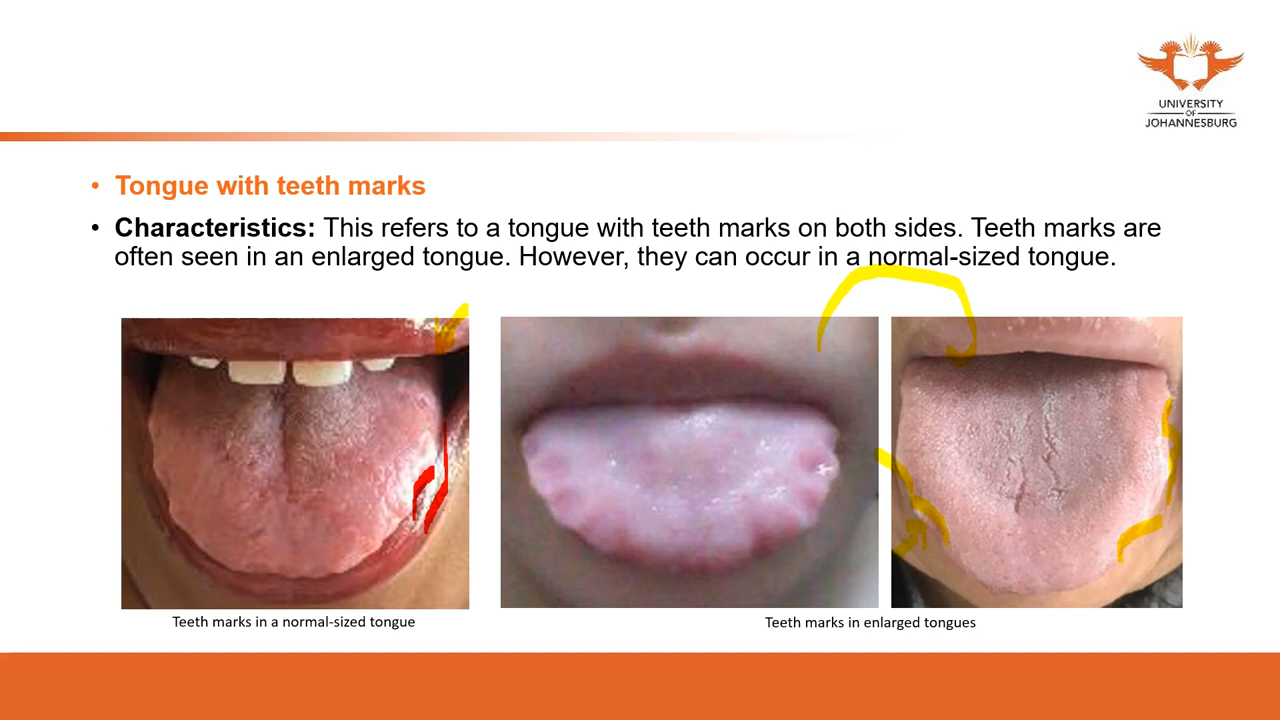 UNIVERSITY
OF
JOHANNESBURG
• Tongue with teeth marks
• Characteristics: This refers to a tongue with teeth marks on both sides. Teeth marks are
often seen in an enlarged tongue. However, they can occur in a normal-sized tongue.
Teeth marks in a normal-sized tongue
Teeth marks in enlarged tongues